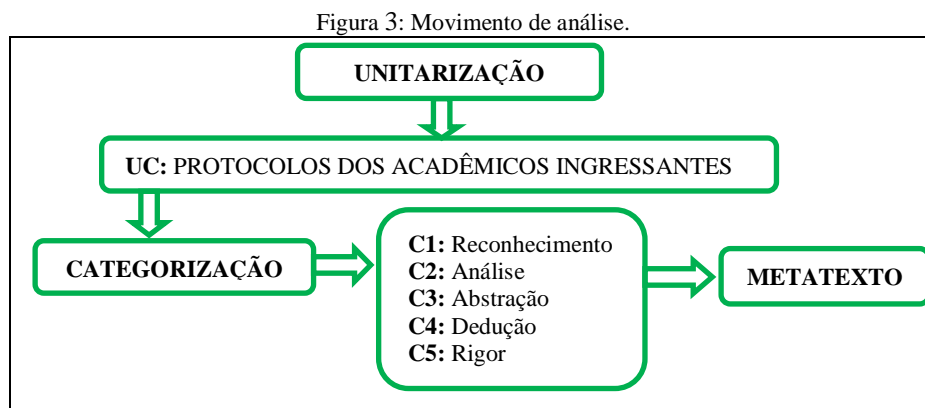 Figura 3: Movimento de análise.
UNITARIZAÇÃO
UC: PROTOCOLOS DOS ACADÊMICOS INGRESSANTES
CATEGORIZAÇÃO
C1: Reconhecimento
C2: Análise
C3: Abstração
C4: Dedução
C5: Rigor
METATEXTO